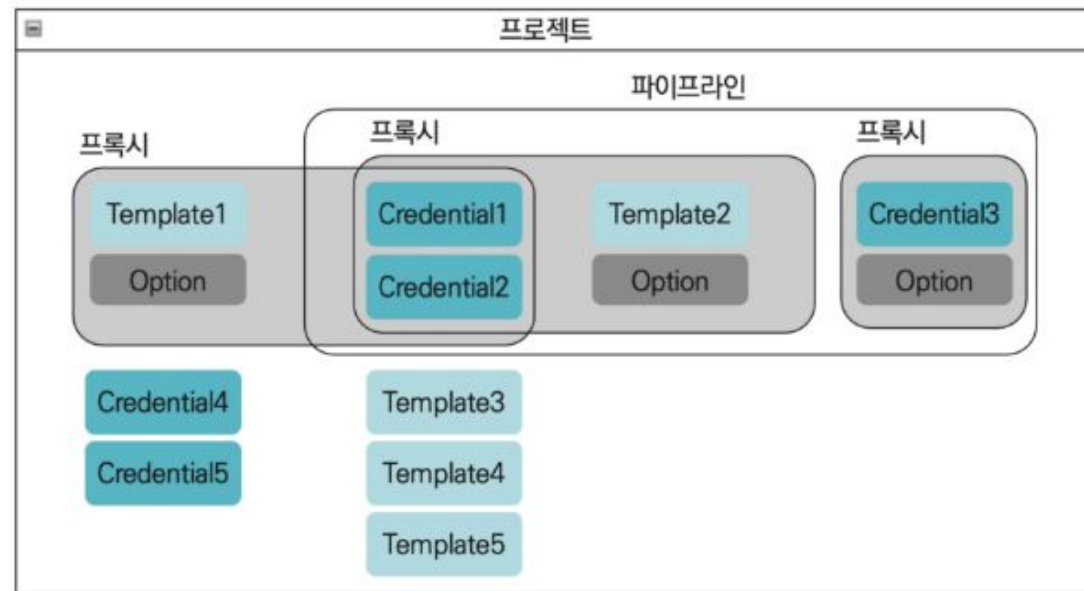 프로젝트
파이프라인
프록시
프록시
프록시
Template1
Credential1
Template2
Credential3
Option
Credential2
Option
Option
Credential4
Template3
Credential5
Template4
Template5